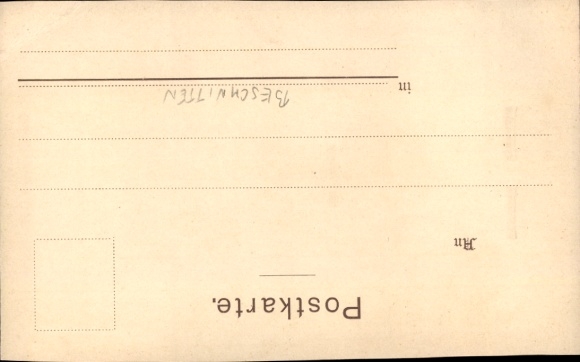 Postkarte.
An
in
BESCHNITTEN